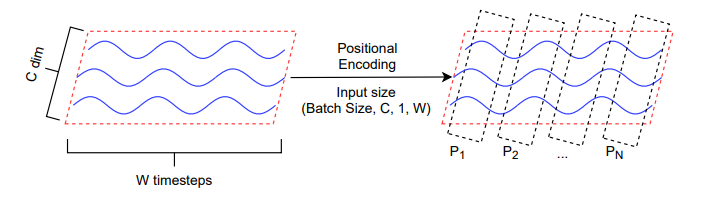 C dim
W timesteps
Positional
Encoding
Input size
(Batch Size, C, 1, W)
P1
P2
...
PN